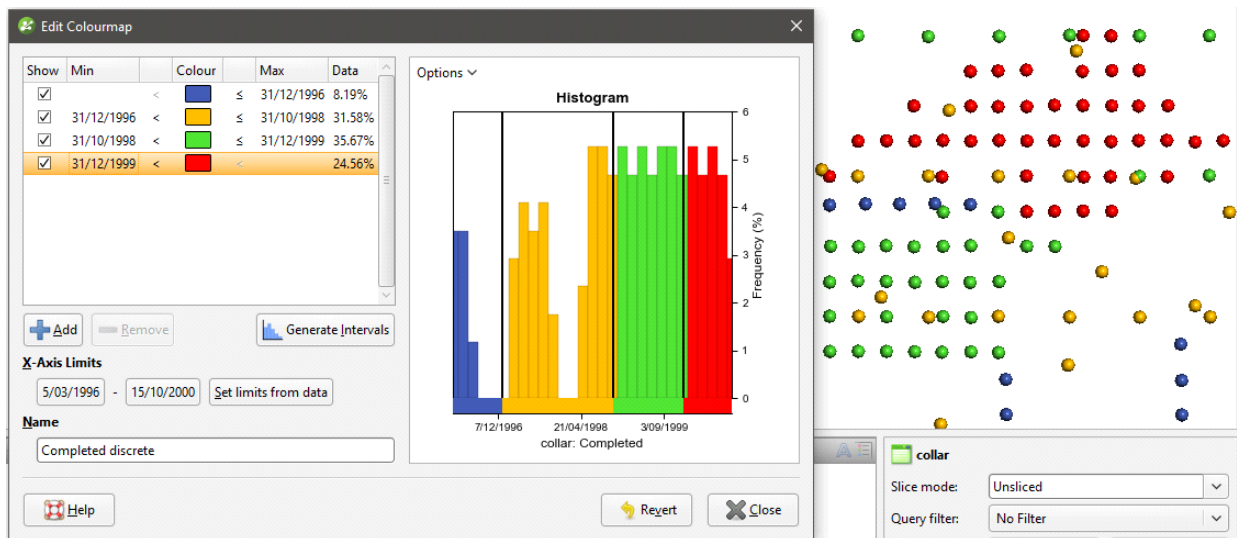 Edit Colourmap
Show Min Colour Max Data
< ≤ 31/12/1996 8.19%
31/12/1996 < ≤ 31/10/1998 31.58%
31/10/1998 < ≤ 31/12/1999 35.67%
31/12/1999 < < 24.56%
Add Remove Generate Intervals
X-Axis Limits
5/03/1996 - 15/10/2000 Set limits from data
Name
Completed discrete
Help Revert Close
Options
Histogram
6
5
4
3
2
1
0
Frequency (%)
7/12/1996 21/04/1998 3/09/1999
collar: Completed
collar
Slice mode: Unsliced
Query filter: No Filter